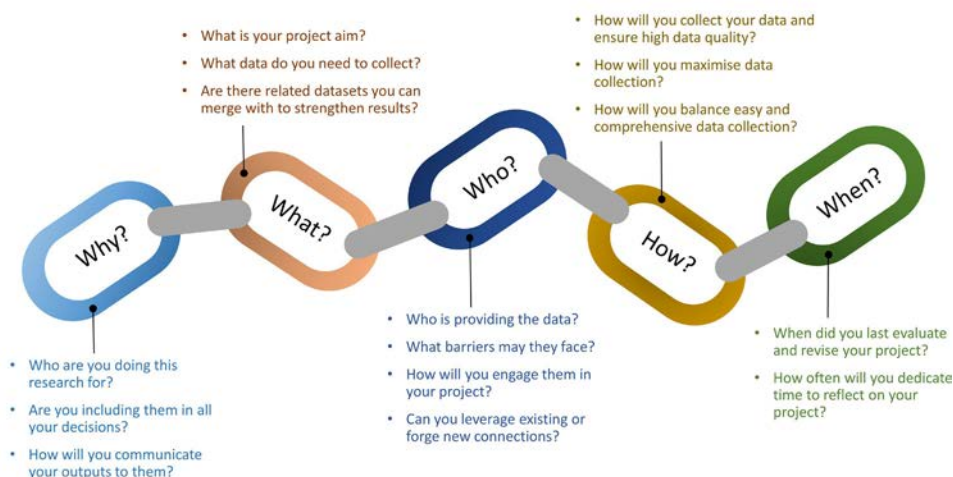 Why?
• Who are you doing this
research for?
• Are you including them in all
your decisions?
• How will you communicate
your outputs to them?
What?
• What is your project aim?
• What data do you need to collect?
• Are there related datasets you can
merge with to strengthen results?
Who?
• Who is providing the data?
• What barriers may they face?
• How will you engage them in
your project?
• Can you leverage existing or
forge new connections?
How?
• How will you collect your data and
ensure high data quality?
• How will you maximise data
collection?
• How will you balance easy and
comprehensive data collection?
When?
• When did you last evaluate
and revise your project?
• How often will you dedicate
time to reflect on your
project?